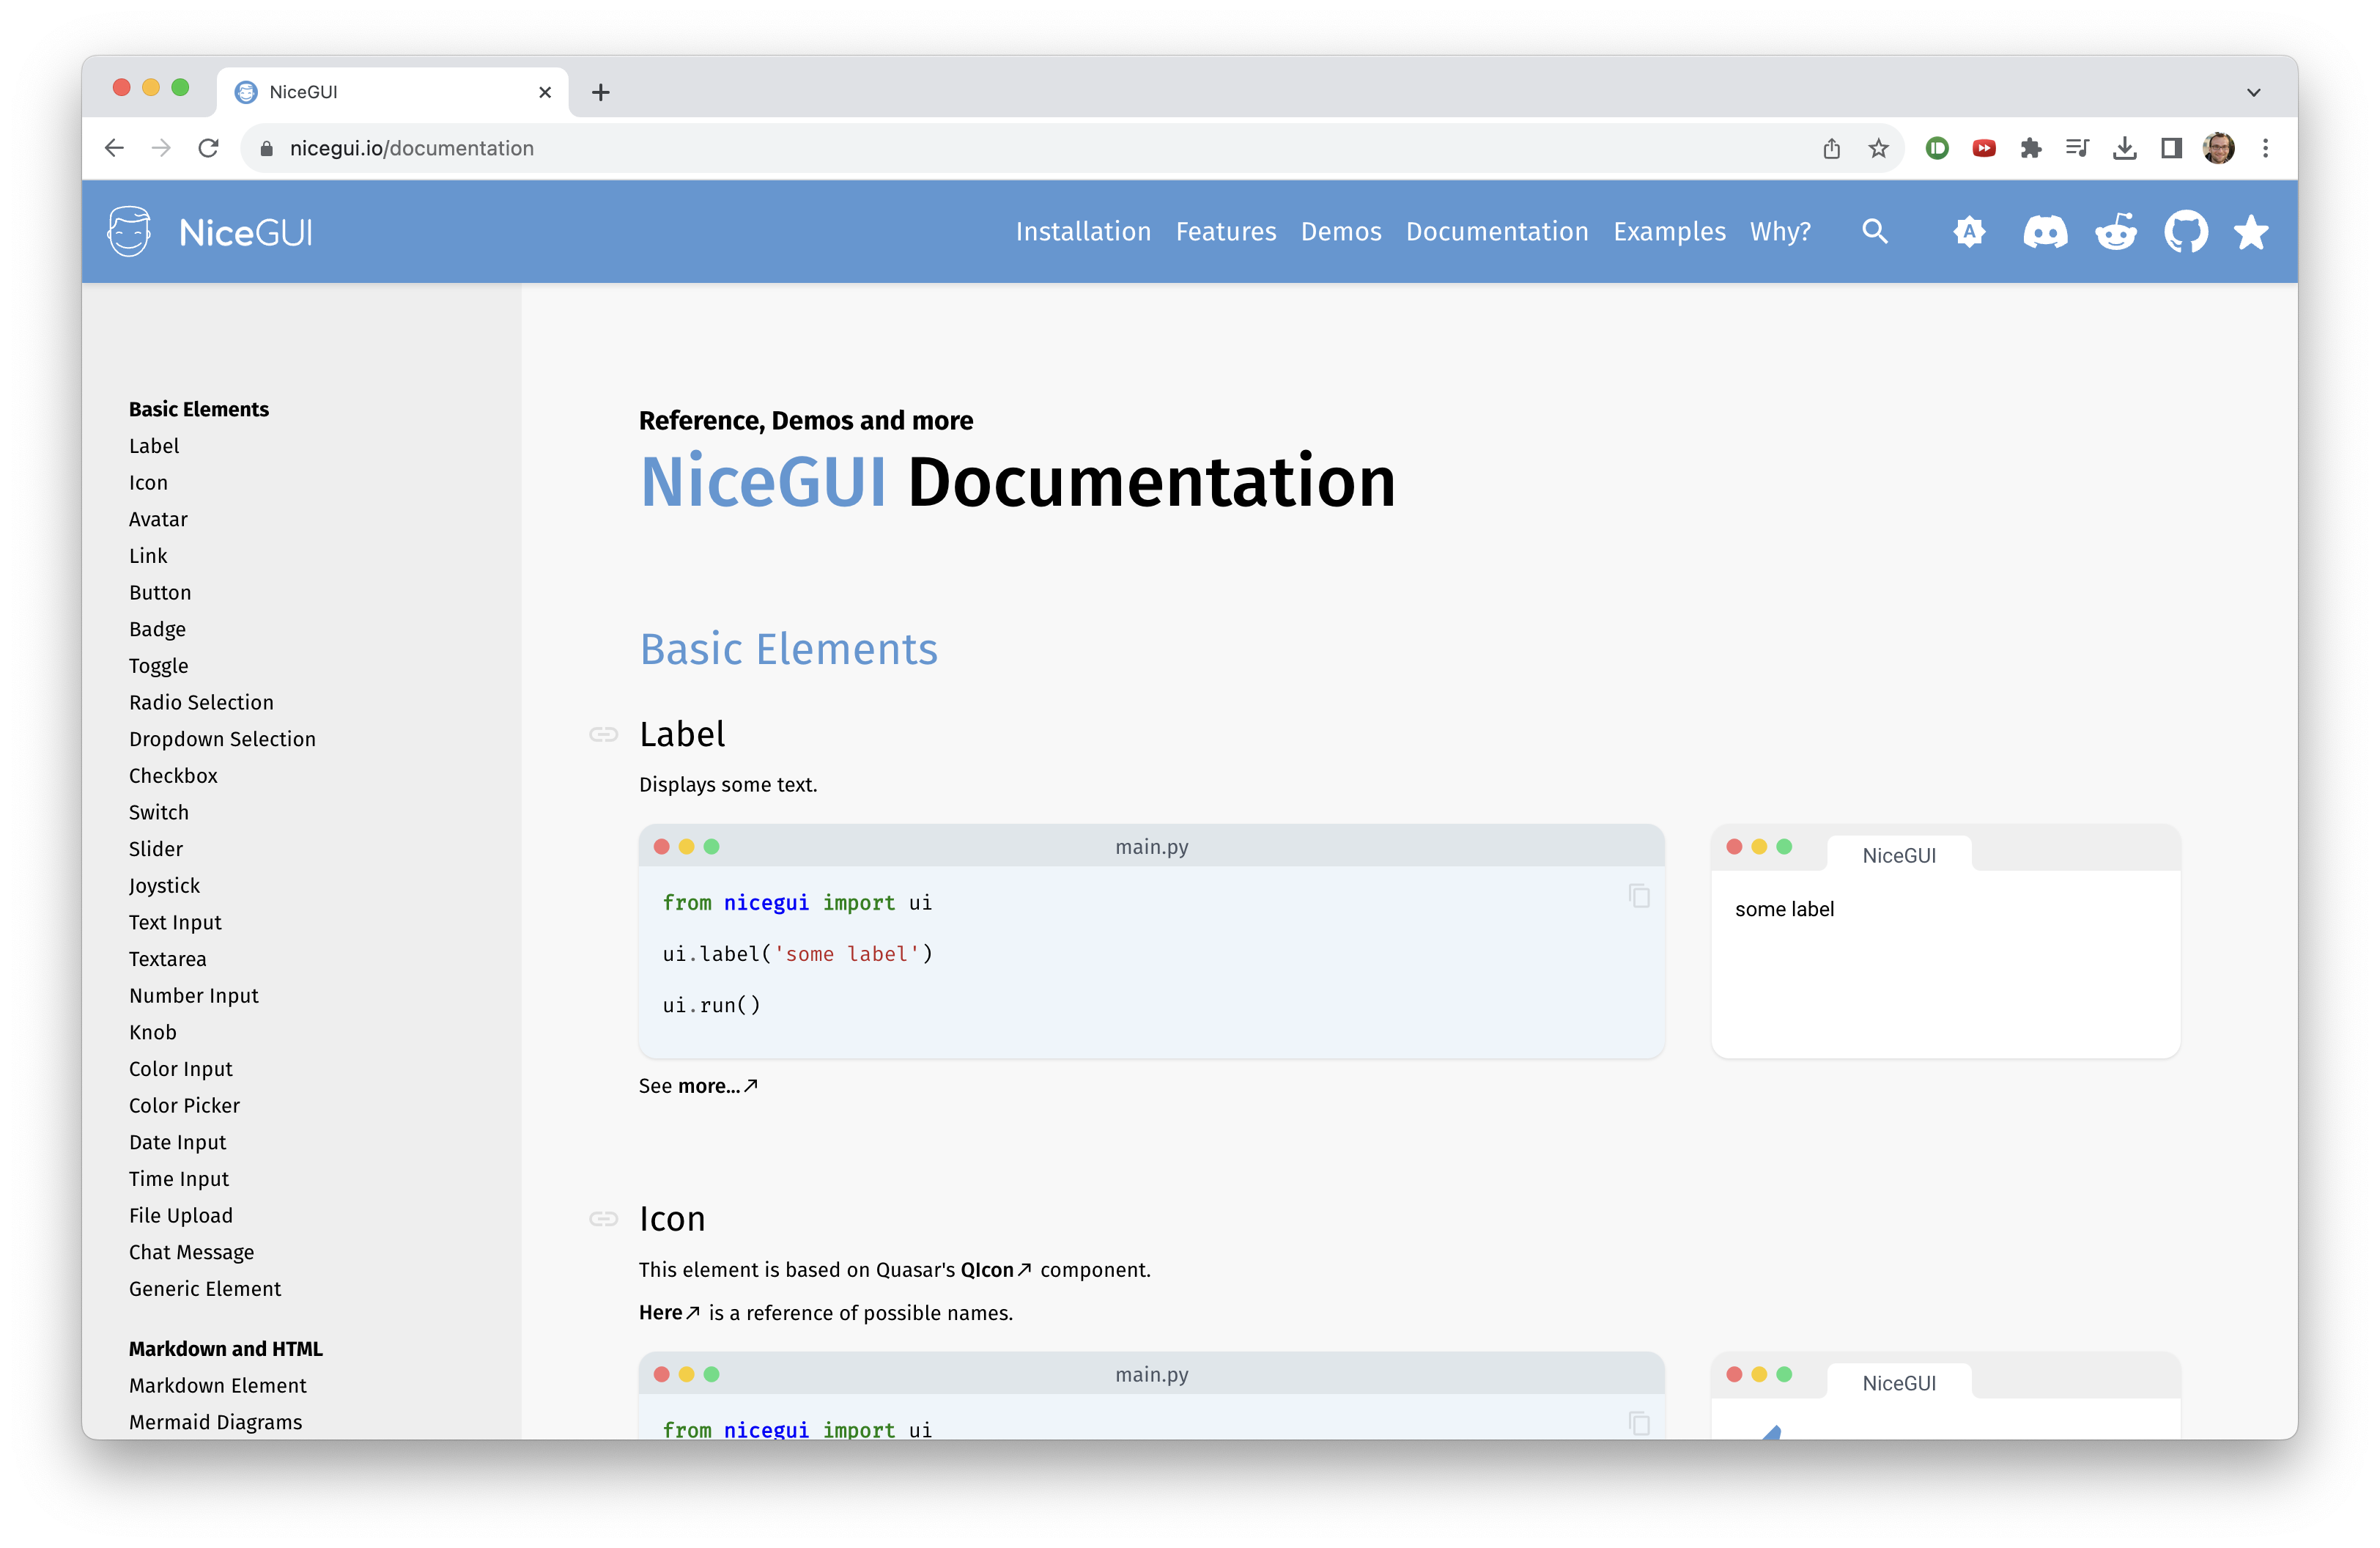 NiceGUI
nicegui.io/documentation
NiceGUI
Installation Features Demos Documentation Examples Why?
A
Basic Elements
Label
Icon
Avatar
Link
Button
Badge
Toggle
Radio Selection
Dropdown Selection
Checkbox
Switch
Slider
Joystick
Text Input
Textarea
Number Input
Knob
Color Input
Color Picker
Date Input
Time Input
File Upload
Chat Message
Generic Element
Markdown and HTML
Markdown Element
Mermaid Diagrams
Reference, Demos and more
NiceGUI Documentation
Basic Elements
Label
Displays some text.
main.py
from nicegui import ui
ui.label('some label')
ui.run()
NiceGUI
some label
See more...
Icon
This element is based on Quasar's QIcon component.
Here is a reference of possible names.
main.py
from nicegui import ui
NiceGUI